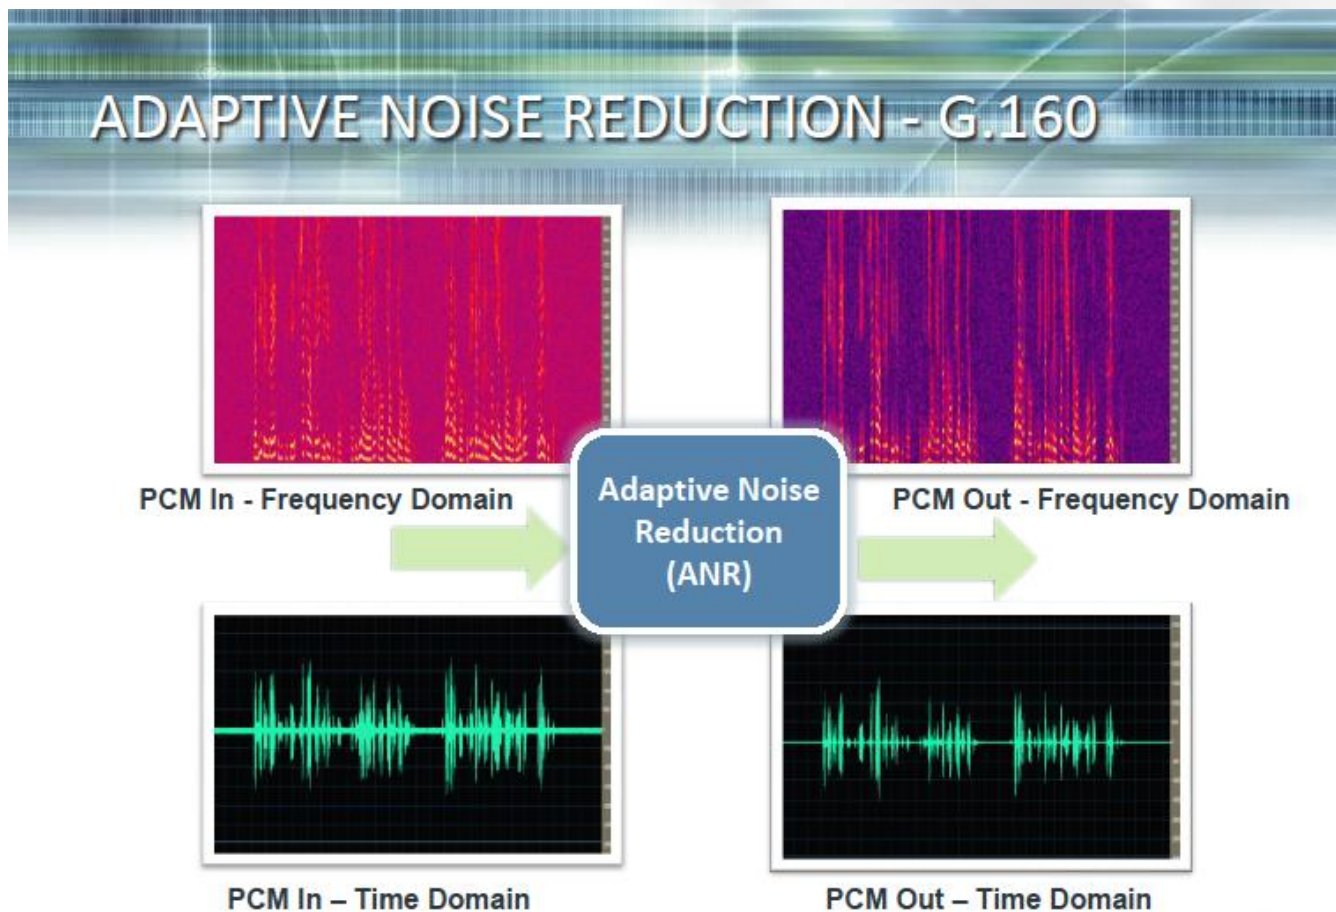 ADAPTIVE NOISE REDUCTION - G.160
PCM In - Frequency Domain
PCM Out - Frequency Domain
Adaptive Noise
Reduction
(ANR)
PCM In – Time Domain
PCM Out – Time Domain